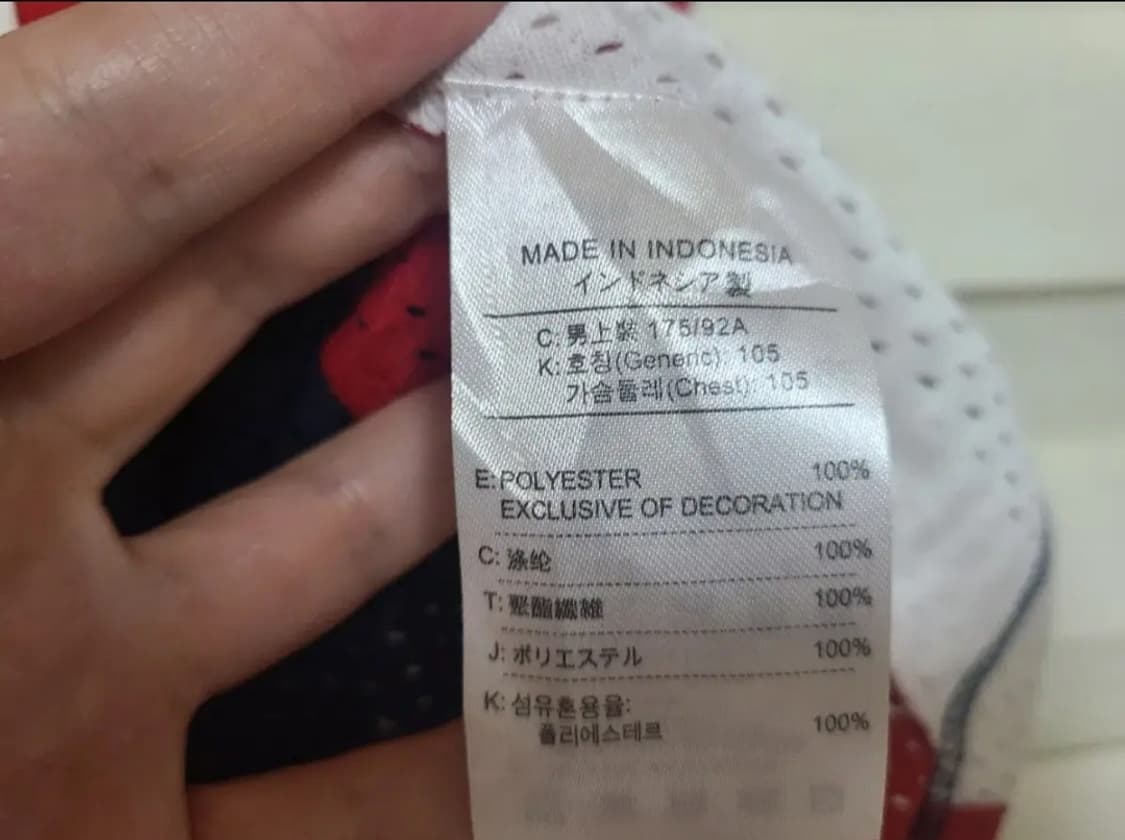 MADE IN INDONESIA
インドネシア製
C: 男上裝 175/92A
K: 호칭(Generic): 105
가슴둘레(Chest): 105
E: POLYESTER 100%
EXCLUSIVE OF DECORATION
C: 涤纶 100%
T: 聚酯纖維 100%
J: ポリエステル 100%
K: 섬유혼용율:
폴리에스테르 100%